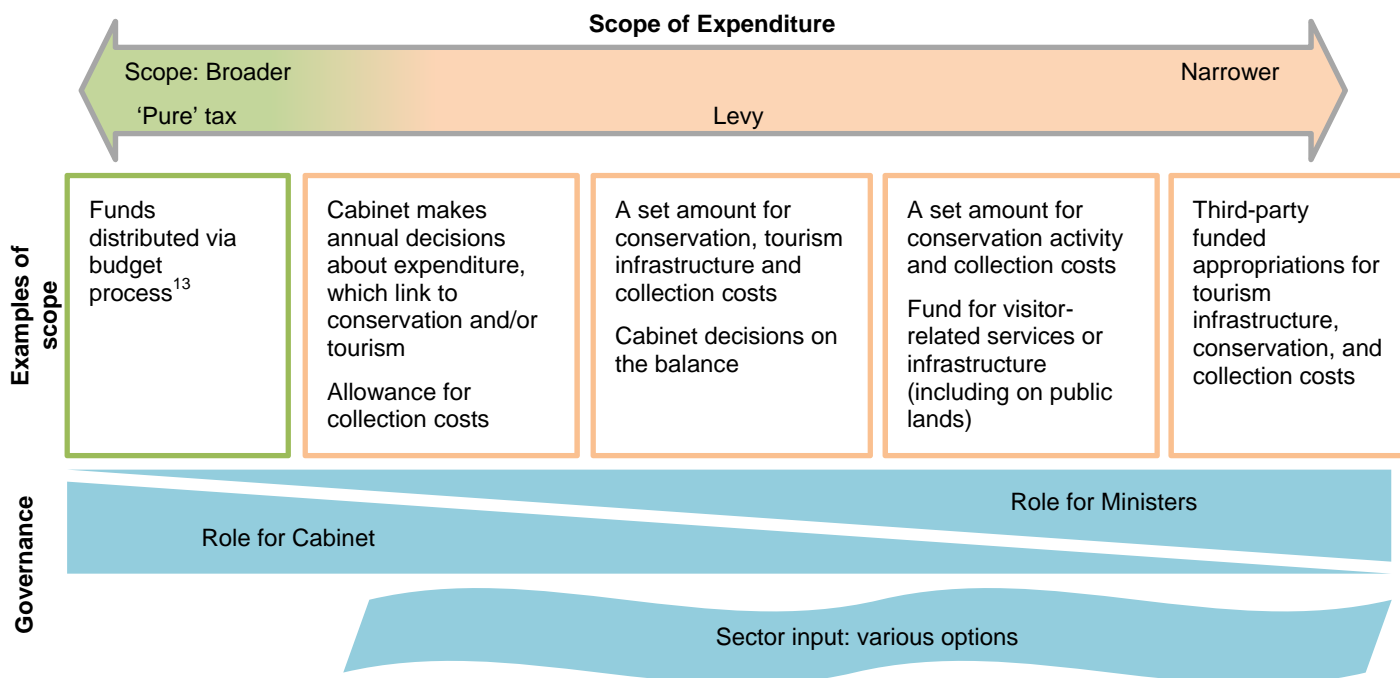 Scope of Expenditure
Scope: Broader
Narrower
‘Pure’ tax
Levy
Examples of
scope
Funds
distributed via
budget
process13
Cabinet makes
annual decisions
about expenditure,
which link to
conservation and/or
tourism
Allowance for
collection costs
A set amount for
conservation, tourism
infrastructure and
collection costs
Cabinet decisions on
the balance
A set amount for
conservation activity
and collection costs
Fund for visitor-
related services or
infrastructure
(including on public
lands)
Third-party
funded
appropriations for
tourism
infrastructure,
conservation, and
collection costs
Governance
Role for Ministers
Role for Cabinet
Sector input: various options